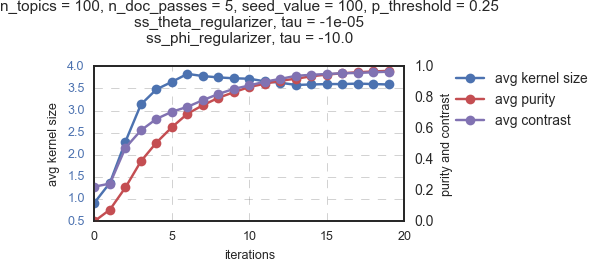 n_topics = 100, n_doc_passes = 5, seed_value = 100, p_threshold = 0.25
ss_theta_regularizer, tau = -1e-05
ss_phi_regularizer, tau = -10.0
4.0
3.5
3.0
2.5
2.0
1.5
1.0
0.5
avg kernel size
0
5
10
15
20
iterations
1.0
0.8
0.6
0.4
0.2
0.0
purity and contrast
avg kernel size
avg purity
avg contrast